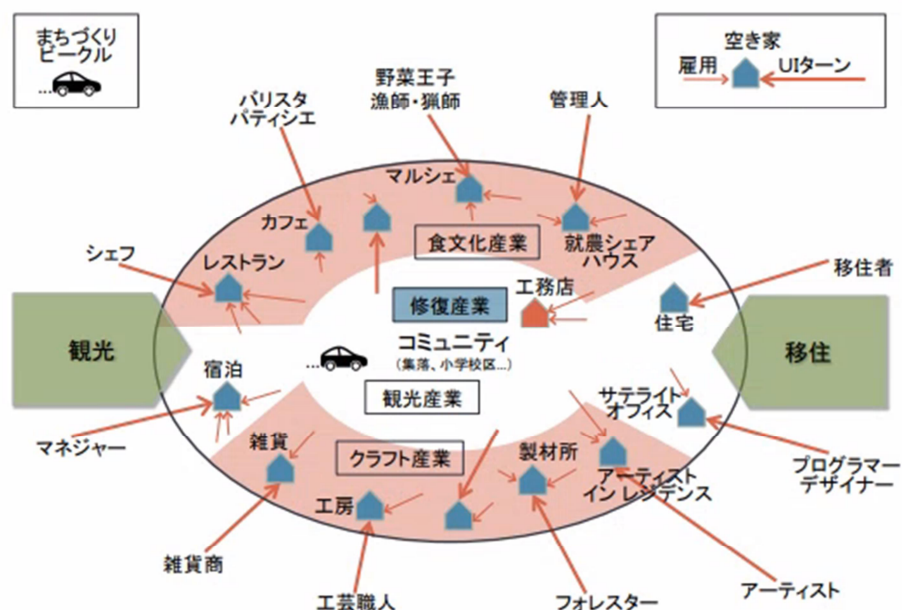 まちづくり
ビークル
空き家
雇用
UIターン
野菜王子
漁師・猟師
バリスタ
パティシエ
管理人
マルシェ
カフェ
食文化産業
就農シェア
ハウス
シェフ
レストラン
移住者
修復産業
工務店
住宅
観光
コミュニティ
(集落、小学校区...)
移住
宿泊
観光産業
サテライト
オフィス
マネジャー
雑貨
クラフト産業
製材所
アーティスト
イン レジデンス
プログラマー
デザイナー
工房
雑貨商
工芸職人
フォレスター
アーティスト